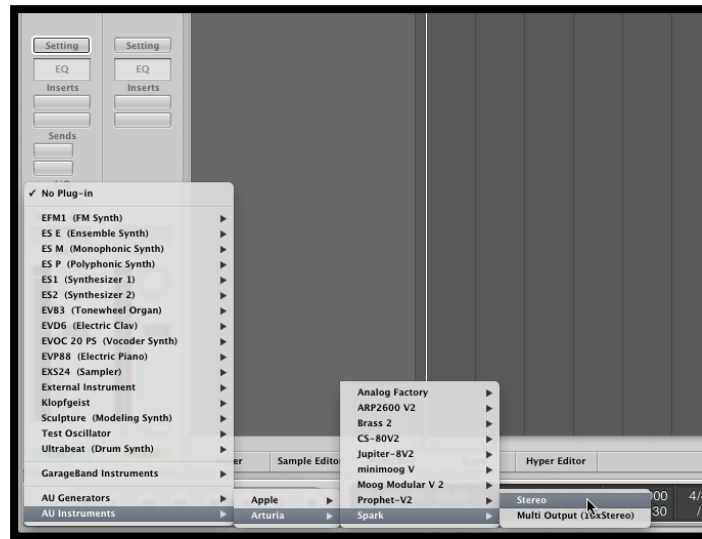 Setting
Setting
EQ
EQ
Inserts
Inserts
Sends
✓ No Plug-in
EFM1 (FM Synth)
ES E (Ensemble Synth)
ES M (Monophonic Synth)
ES P (Polyphonic Synth)
ES1 (Synthesizer 1)
ES2 (Synthesizer 2)
EVB3 (Tonewheel Organ)
EVD6 (Electric Clav)
EVOC 20 PS (Vocoder Synth)
EVP88 (Electric Piano)
EXS24 (Sampler)
External Instrument
Klopfgeist
Sculpture (Modeling Synth)
Test Oscillator
Ultrabeat (Drum Synth)
GarageBand Instruments
AU Generators
AU Instruments
Apple
Arturia
Analog Factory
ARP2600 V2
Brass 2
CS-80V2
Jupiter-8V2
minimoog V
Moog Modular V 2
Prophet-V2
Spark
Stereo
Multi Output (16xStereo)
Sample Edito
Hyper Editor